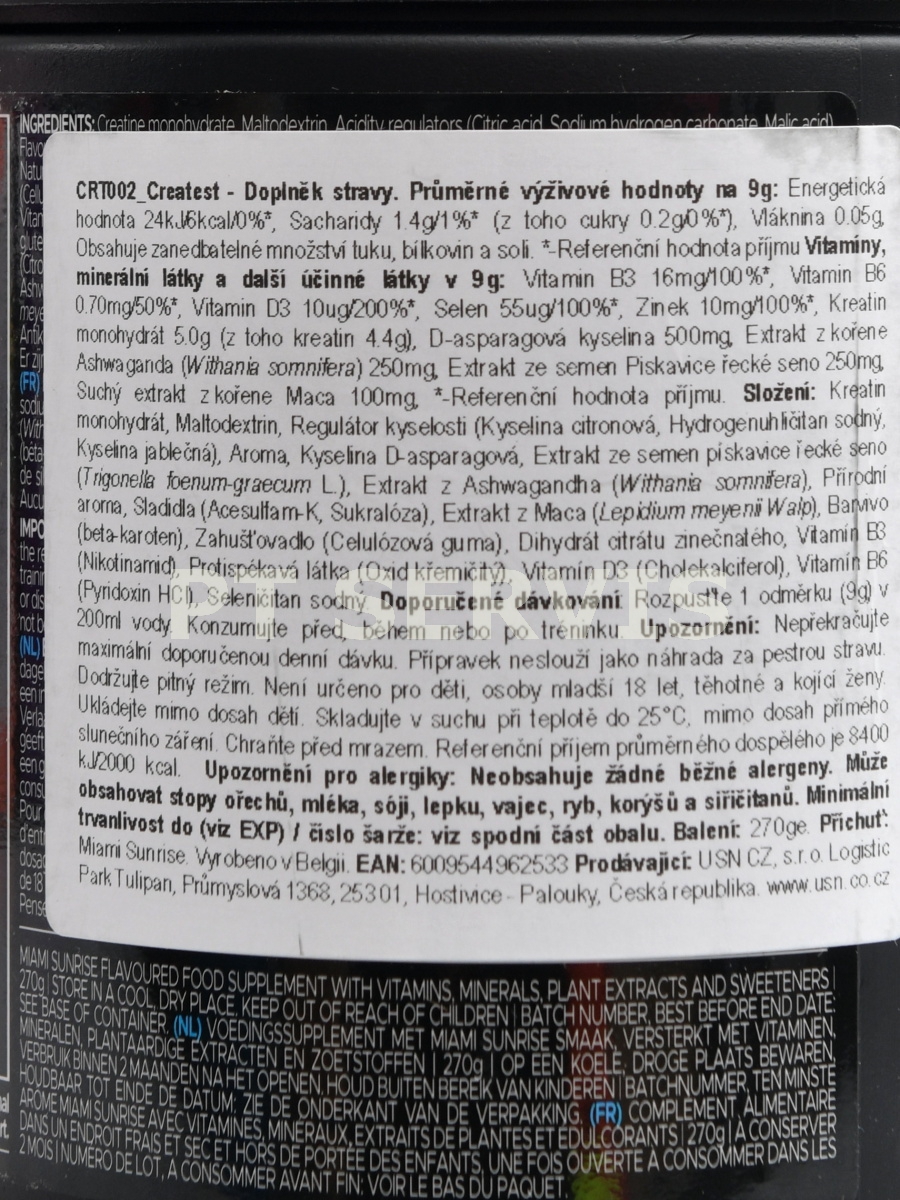 INGREDIENTS: Creatine monohydrate, Maltodextrin, Acidity regulators (Citric acid, Sodium hydrogen carbonate, Malic acid)
CRT002_Createst - Doplněk stravy. Průměrné výživové hodnoty na 9g: Energetická
hodnota 24kJ/6kcal/0%*, Sacharidy 1.4g/1%* (z toho cukry 0.2g/0%*), Vláknina 0.05g,
Obsahuje zanedbatelné množství tuku, bílkovin a soli. *-Referenční hodnota příjmu Vitamíny,
minerální látky a další účinné látky v 9g: Vitamin B3 16mg/100%*, Vitamin B6
0.70mg/50%*, Vitamin D3 10ug/200%*, Selen 55ug/100%*, Zinek 10mg/100%*, Kreatin
monohydrát 5.0g (z toho kreatin 4.4g), D-asparagová kyselina 500mg, Extrakt z kořene
Ashwaganda (Withania somnifera) 250mg, Extrakt ze semen Piskavice řecké seno 250mg,
Suchý extrakt z kořene Maca 100mg, *-Referenční hodnota příjmu. Složení: Kreatin
monohydrát, Maltodextrin, Regulátor kyselosti (Kyselina citronová, Hydrogenuhličitan sodný,
Kyselina jablečná), Aroma, Kyselina D-asparagová, Extrakt ze semen pískavice řecké seno
(Trigonella foenum-graecum L.), Extrakt z Ashwagandha (Withania somnifera), Přírodní
aroma, Sladidla (Acesulfam-K, Sukralóza), Extrakt z Maca (Lepidium meyenii Walp), Barvivo
(beta-karoten), Zahušťovadlo (Celulózová guma), Dihydrát citrátu zinečnatého, Vitamín B3
(Nikotinamid), Protispékavá látka (Oxid křemičitý), Vitamín D3 (Cholekalciferol), Vitamín B6
(Pyridoxin HCl), Seleničitan sodný. Doporučené dávkování: Rozpusťte 1 odměrku (9g) v
PT SERVIS
200ml vody. Konzumujte před, během nebo po tréninku. Upozornění: Nepřekračujte
maximální doporučenou denní dávku. Přípravek neslouží jako náhrada za pestrou stravu.
Dodržujte pitný režim. Není určeno pro děti, osoby mladší 18 let, těhotné a kojící ženy.
Ukládejte mimo dosah dětí. Skladujte v suchu při teplotě do 25°C, mimo dosah přímého
slunečního záření. Chraňte před mrazem. Referenční příjem průměrného dospělého je 8400
kJ/2000 kcal. Upozornění pro alergiky: Neobsahuje žádné běžné alergeny. Může
obsahovat stopy ořechů, mléka, sóji, lepku, vajec, ryb, korýšů a siřičitanů. Minimální
trvanlivost do (viz EXP) / číslo šarže: viz spodní část obalu. Balení: 270ge. Příchuť:
Miami Sunrise. Vyrobeno v Belgii. EAN: 6009544962533 Prodávající: USN CZ, s.r.o. Logistic
Park Tulipan, Průmyslová 1368, 253 01, Hostivice - Palouky, Česká republika. www.usn.co.cz
MIAMI SUNRISE FLAVOURED FOOD SUPPLEMENT WITH VITAMINS, MINERALS, PLANT EXTRACTS AND SWEETENERS |
270g | STORE IN A COOL, DRY PLACE. KEEP OUT OF REACH OF CHILDREN | BATCH NUMBER, BEST BEFORE END DATE:
SEE BASE OF CONTAINER. (NL) VOEDINGSSUPPLEMENT MET MIAMI SUNRISE SMAAK, VERSTERKT MET VITAMINEN,
MINERALEN, PLANTAARDIGE EXTRACTEN EN ZOETSTOFFEN | 270g | OP EEN KOELE, DROGE PLAATS BEWAREN,
VERBRUIK BINNEN 2 MAANDEN NA HET OPENEN. HOUD BUITEN BEREIK VAN KINDEREN | BATCHNUMMER, TEN MINSTE
HOUDBAAR TOT EINDE DE DATUM: ZIE DE ONDERKANT VAN DE VERPAKKING. (FR) COMPLÉMENT ALIMENTAIRE
ARÔME MIAMI SUNRISE AVEC VITAMINES, MINÉRAUX, EXTRAITS DE PLANTES ET ÉDULCORANTS | 270g | À CONSERVER
DANS UN ENDROIT FRAIS ET SEC ET HORS DE PORTÉE DES ENFANTS. UNE FOIS OUVERTE À CONSOMMER DANS LES
2 MOIS | NUMÉRO DE LOT, À CONSOMMER AVANT FIN: VOIR LE BAS DU PAQUET.